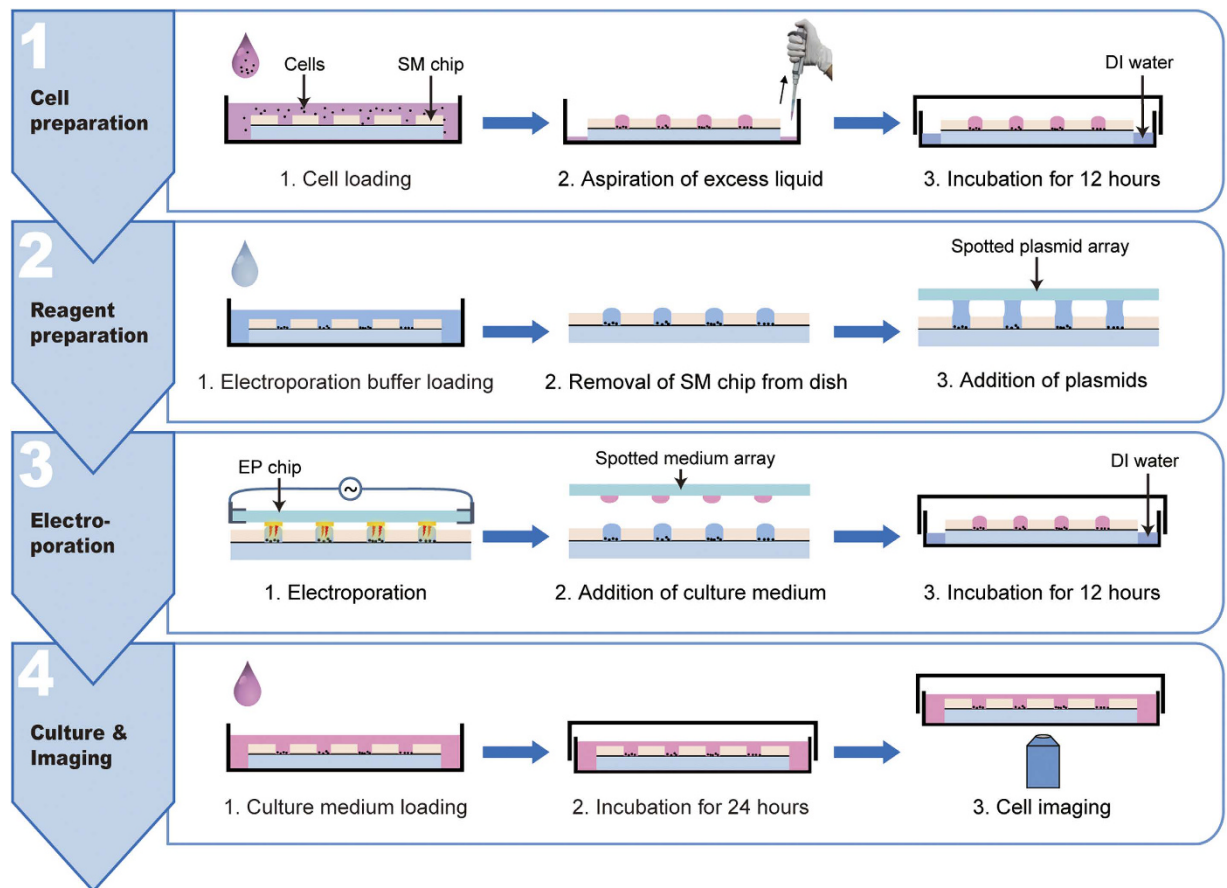 1
Cell
preparation
Cells
SM chip
DI water
1. Cell loading
2. Aspiration of excess liquid
3. Incubation for 12 hours
2
Reagent
preparation
Spotted plasmid array
1. Electroporation buffer loading
2. Removal of SM chip from dish
3. Addition of plasmids
3
Electro-
poration
EP chip
~
Spotted medium array
DI water
1. Electroporation
2. Addition of culture medium
3. Incubation for 12 hours
4
Culture &
Imaging
1. Culture medium loading
2. Incubation for 24 hours
3. Cell imaging